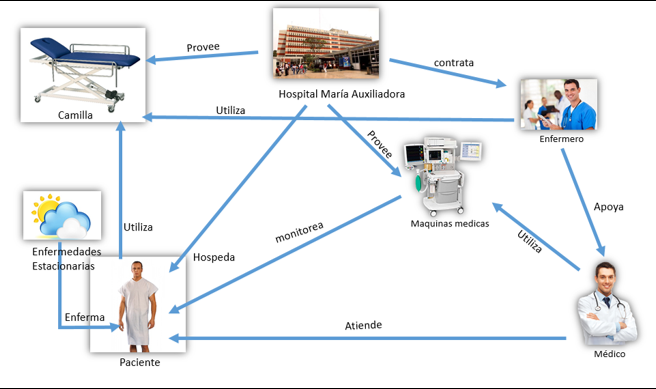 Provee
contrata
Hospital María Auxiliadora
Camilla
Utiliza
Enfermero
Provee
Maquinas medicas
Apoya
Utiliza
monitorea
Utiliza
Hospeda
Enfermedades
Estacionarias
Enferma
Atiende
Paciente
Médico